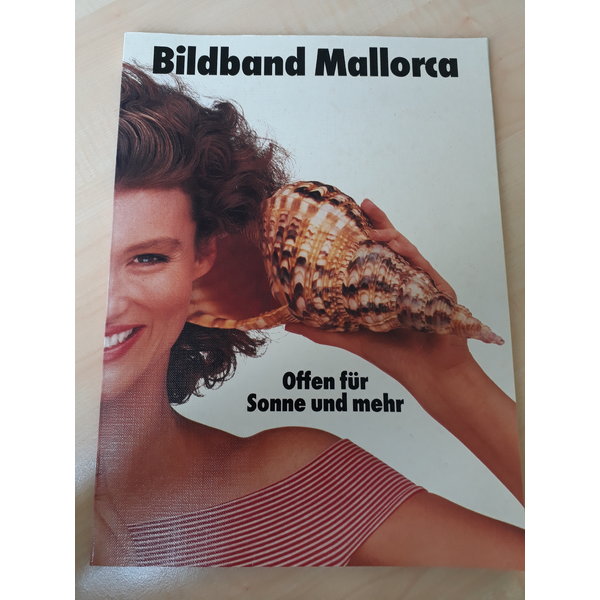 Bildband Mallorca
Offen für
Sonne und mehr